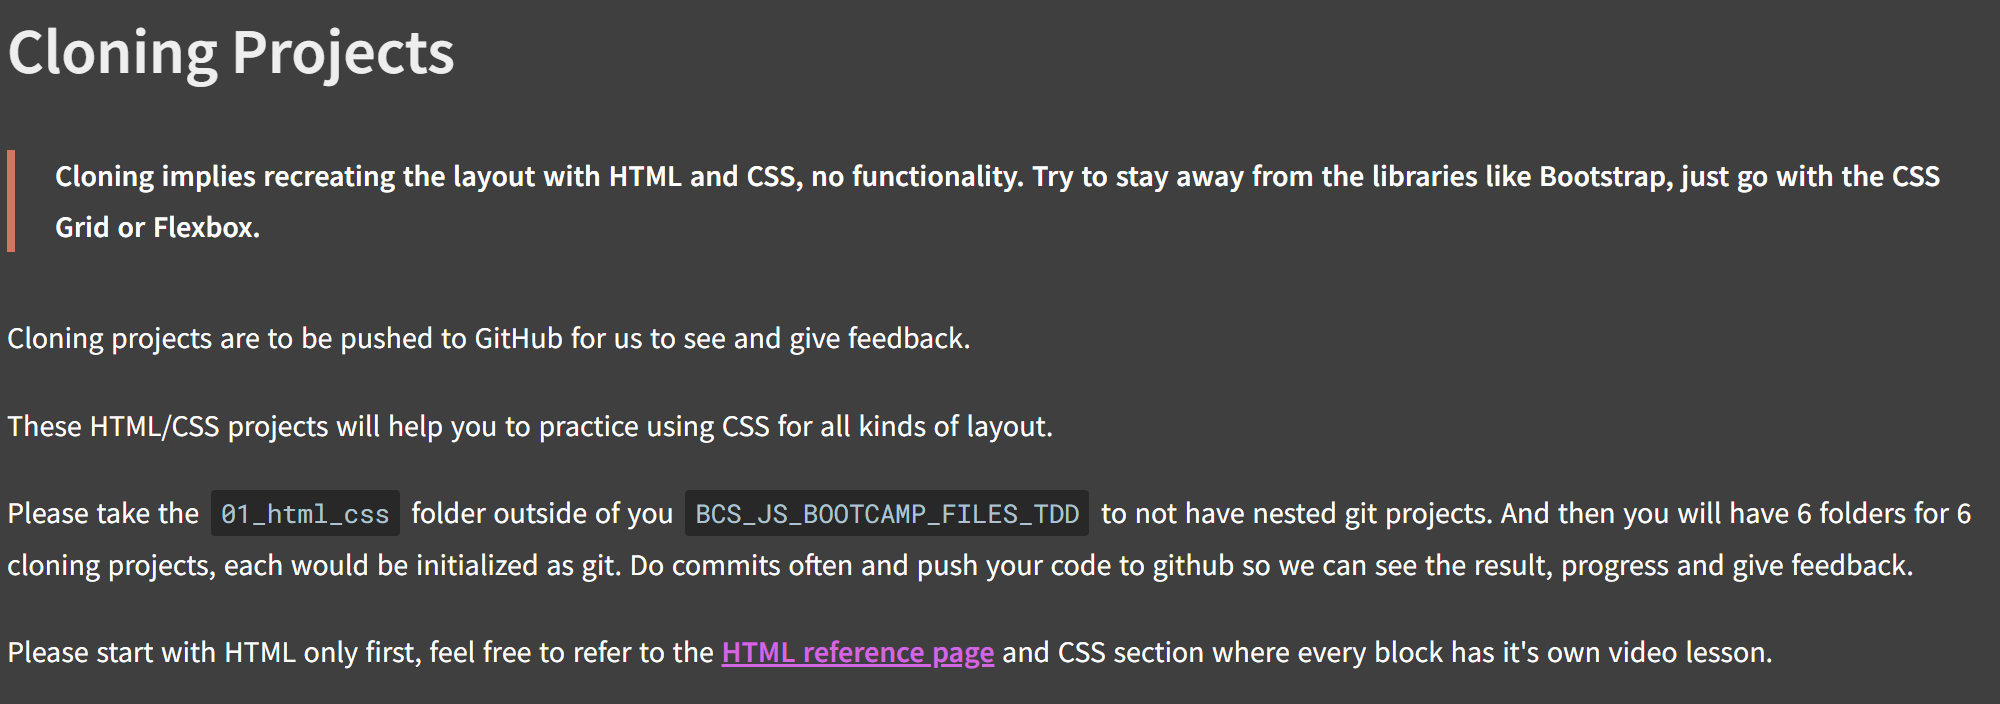 Cloning Projects
Cloning implies recreating the layout with HTML and CSS, no functionality. Try to stay away from the libraries like Bootstrap, just go with the CSS
Grid or Flexbox.
Cloning projects are to be pushed to GitHub for us to see and give feedback.
These HTML/CSS projects will help you to practice using CSS for all kinds of layout.
Please take the 01_html_css folder outside of you BCS_JS_BOOTCAMP_FILES_TDD to not have nested git projects. And then you will have 6 folders for 6
cloning projects, each would be initialized as git. Do commits often and push your code to github so we can see the result, progress and give feedback.
Please start with HTML only first, feel free to refer to the HTML reference page and CSS section where every block has it's own video lesson.